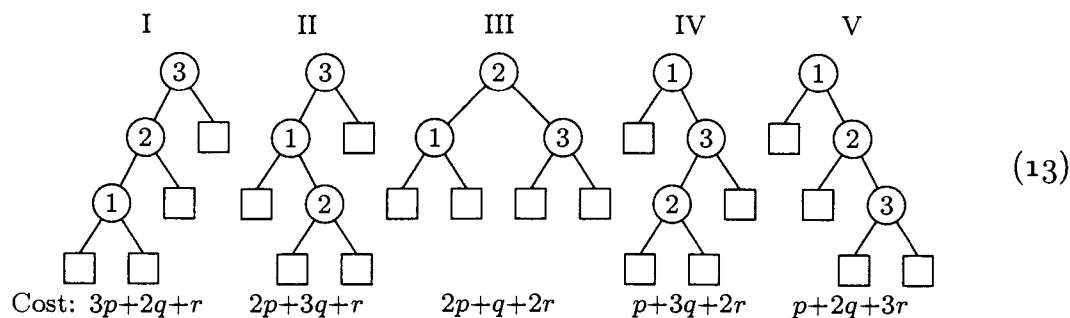 I II III IV V
3 3 2 1 1
2 1 1 3 3 2
(13)
1 2 2 3
Cost: 3p+2q+r 2p+3q+r 2p+q+2r p+3q+2r p+2q+3r